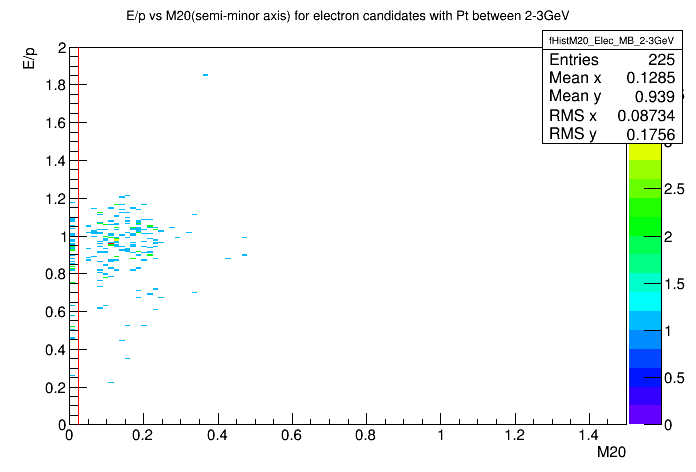 E/p vs M20(semi-minor axis) for electron candidates with Pt between 2-3GeV
fHistM20_Elec_MB_2-3GeV
Entries 225
Mean x 0.1285
Mean y 0.939
RMS x 0.08734
RMS y 0.1756
E/p
2
1.8
1.6
1.4
1.2
1
0.8
0.6
0.4
0.2
0
0 0.2 0.4 0.6 0.8 1 1.2 1.4
M20
2.5
2
1.5
1
0.5
0